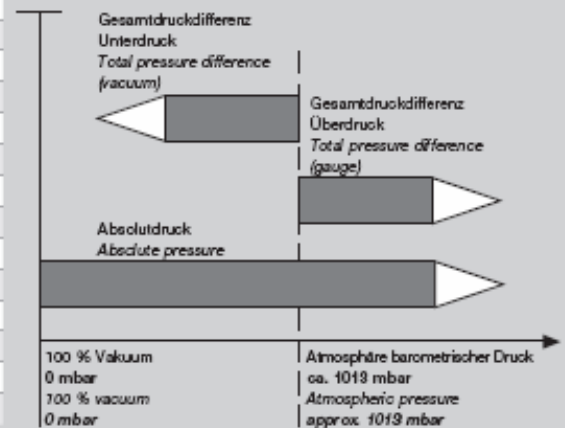 Gesamtdruckdifferenz
Unterdruck
Total pressure difference
(vacuum)
Gesamtdruckdifferenz
Überdruck
Total pressure difference
(gauge)
Absolutdruck
Absolute pressure
100 % Vakuum
0 mbar
100 % vacuum
0 mbar
Atmosphäre barometrischer Druck
ca. 1013 mbar
Atmospheric pressure
approx. 1013 mbar